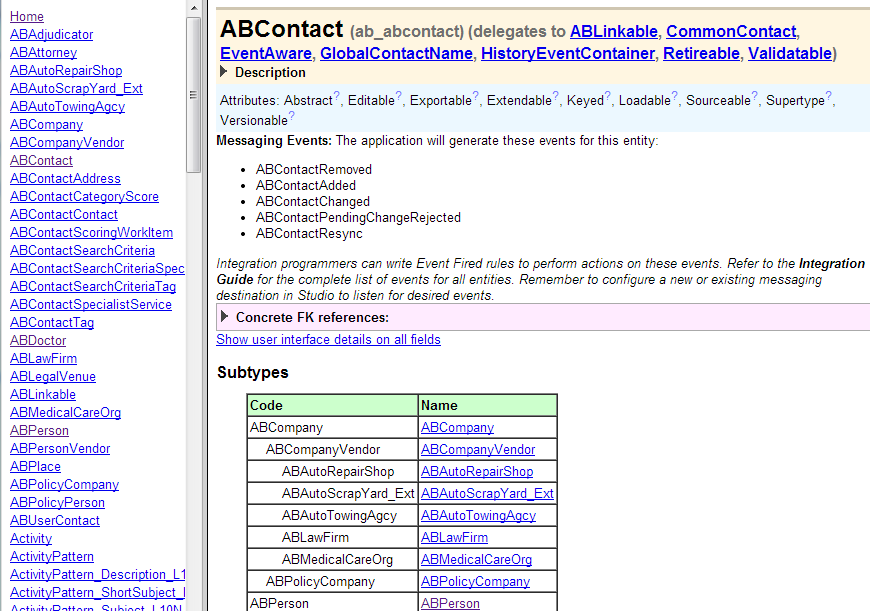 Home
ABAdjudicator
ABAttorney
ABAutoRepairShop
ABAutoScrapYard_Ext
ABAutoTowingAgcy
ABCompany
ABCompanyVendor
ABContact
ABContactAddress
ABContactCategoryScore
ABContactContact
ABContactScoringWorkItem
ABContactSearchCriteria
ABContactSearchCriteriaSpec
ABContactSearchCriteriaTag
ABContactSpecialistService
ABContactTag
ABDoctor
ABLawFirm
ABLegalVenue
ABLinkable
ABMedicalCareOrg
ABPerson
ABPersonVendor
ABPlace
ABPolicyCompany
ABPolicyPerson
ABUserContact
Activity
ActivityPattern
ActivityPattern_Description_L1
ActivityPattern_ShortSubject_
ActivityPattern_Subject_L10N
ABContact (ab_abcontact) (delegates to ABLinkable, CommonContact,
EventAware, GlobalContactName, HistoryEventContainer, Retireable, Validatable)
Description
Attributes: Abstract?, Editable?, Exportable?, Extendable?, Keyed?, Loadable?, Sourceable?, Supertype?,
Versionable?
Messaging Events: The application will generate these events for this entity:
• ABContactRemoved
• ABContactAdded
• ABContactChanged
• ABContactPendingChangeRejected
• ABContactResync
Integration programmers can write Event Fired rules to perform actions on these events. Refer to the Integration
Guide for the complete list of events for all entities. Remember to configure a new or existing messaging
destination in Studio to listen for desired events.
Concrete FK references:
Show user interface details on all fields
Subtypes
Code Name
ABCompany ABCompany
ABCompanyVendor ABCompanyVendor
ABAutoRepairShop ABAutoRepairShop
ABAutoScrapYard_Ext ABAutoScrapYard_Ext
ABAutoTowingAgcy ABAutoTowingAgcy
ABLawFirm ABLawFirm
ABMedicalCareOrg ABMedicalCareOrg
ABPolicyCompany ABPolicyCompany
ABPerson ABPerson